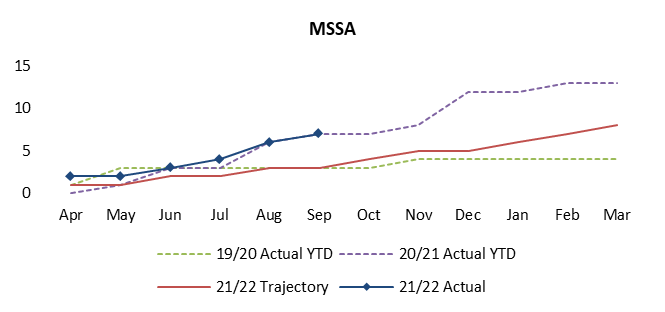 MSSA
15
10
5
0
Apr May Jun Jul Aug Sep Oct Nov Dec Jan Feb Mar
19/20 Actual YTD 20/21 Actual YTD
21/22 Trajectory 21/22 Actual